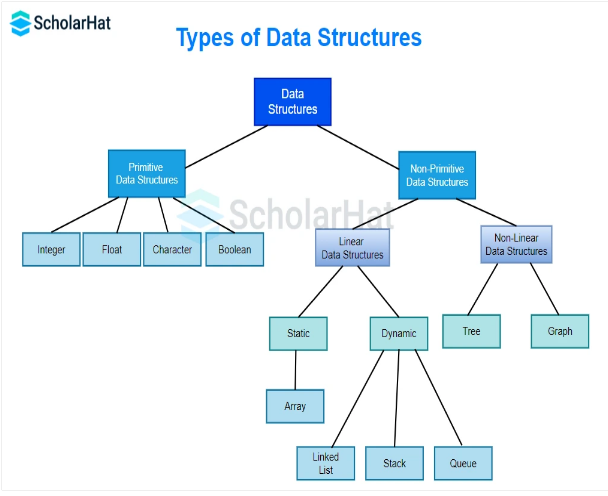 ScholarHat
Types of Data Structures
Data
Structures
Primitive
Data Structures
Non-Primitive
Data Structures
ScholarHat
Integer
Float
Character
Boolean
Linear
Data Structures
Non-Linear
Data Structures
Static
Dynamic
Tree
Graph
Array
Linked
List
Stack
Queue